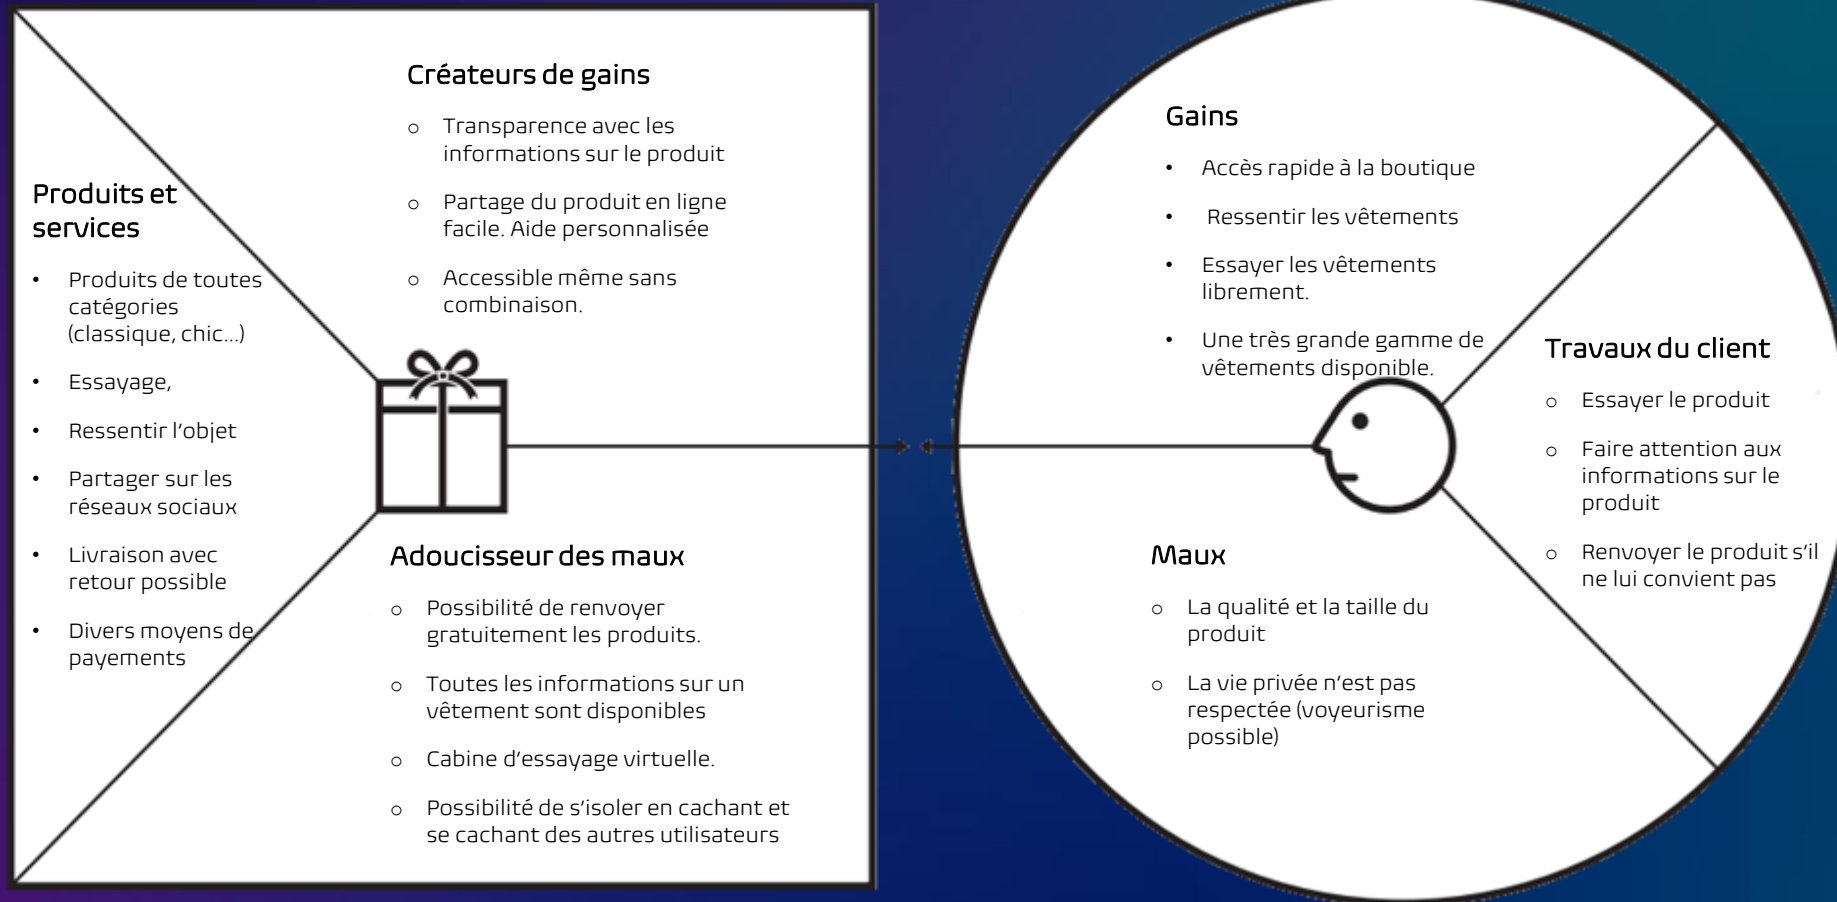 Créateurs de gains
Transparence avec les
informations sur le produit
Partage du produit en ligne
facile. Aide personnalisée
Accessible même sans
combinaison.
Produits et
services
Produits de toutes
catégories
(classique, chic...)
Essayage,
Ressentir l'objet
Partager sur les
réseaux sociaux
Livraison avec
retour possible
Divers moyens de
payements
Adoucisseur des maux
Possibilité de renvoyer
gratuitement les produits.
Toutes les informations sur un
vêtement sont disponibles
Cabine d'essayage virtuelle.
Possibilité de s'isoler en cachant et
se cachant des autres utilisateurs
Gains
Accès rapide à la boutique
Ressentir les vêtements
Essayer les vêtements
librement.
Une très grande gamme de
vêtements disponible.
Travaux du client
Essayer le produit
Faire attention aux
informations sur le
produit
Renvoyer le produit s'il
ne lui convient pas
Maux
La qualité et la taille du
produit
La vie privée n'est pas
respectée (voyeurisme
possible)